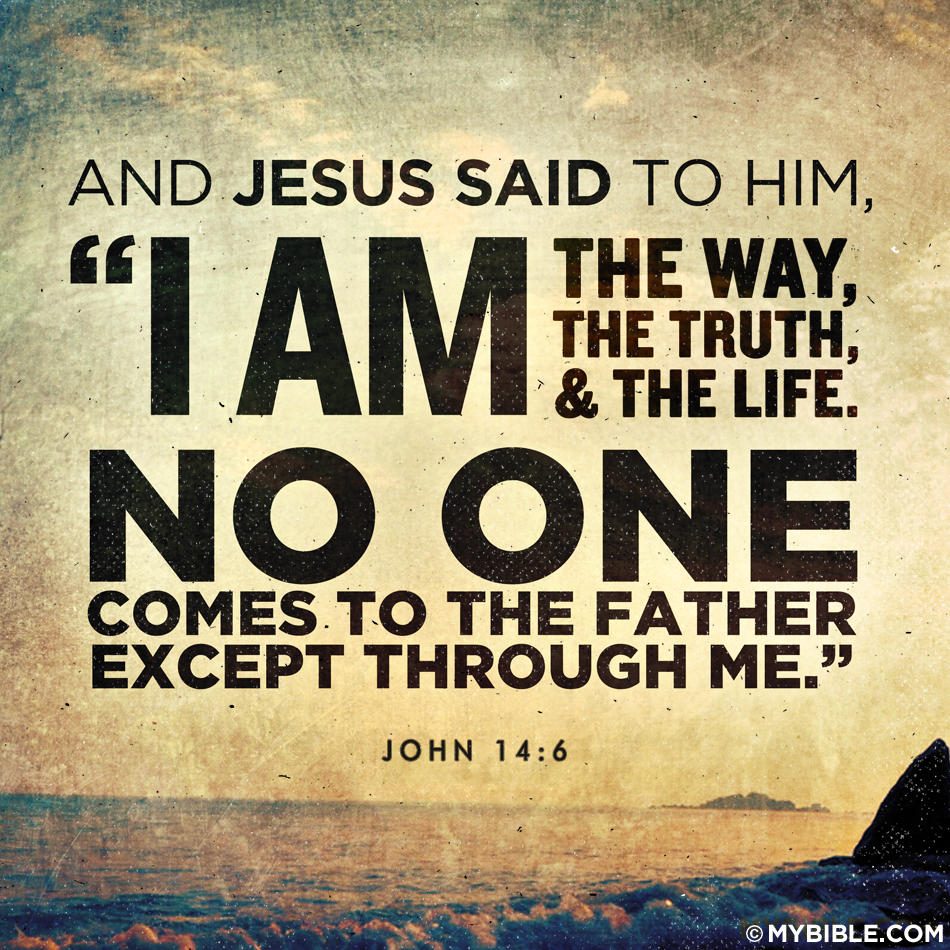 AND JESUS SAID TO HIM,
“I AM
THE WAY,
THE TRUTH,
& THE LIFE.
NO ONE
COMES TO THE FATHER
EXCEPT THROUGH ME.”
JOHN 14:6
© MYBIBLE.COM